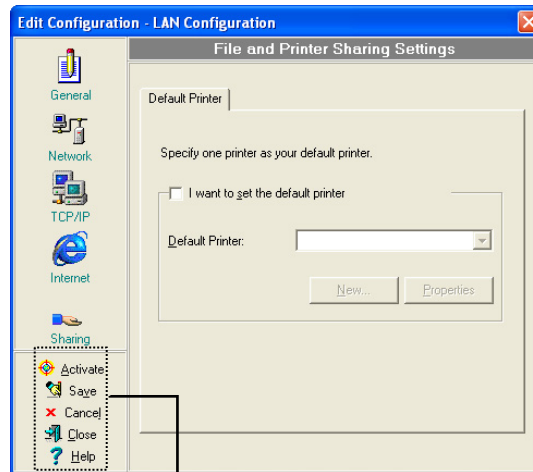 Edit Configuration - LAN Configuration
File and Printer Sharing Settings
General
Network
TCP/IP
Internet
Sharing
Default Printer
Specify one printer as your default printer.
I want to set the default printer
Default Printer:
New...
Properties
Activate
Save
Cancel
Close
Help